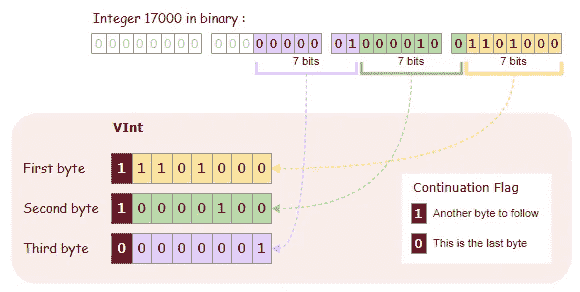 Integer 17000 in binary :
0 0 0 0 0 0 0 0 0 0 0 0 0 0 0 0 0 1 0 0 0 0 1 0 0 1 1 0 1 0 0 0
7 bits 7 bits 7 bits
VInt
First byte 1 1 1 0 1 0 0 0
Second byte 1 0 0 0 0 1 0 0
Third byte 0 0 0 0 0 0 0 1
Continuation Flag
1 Another byte to follow
0 This is the last byte